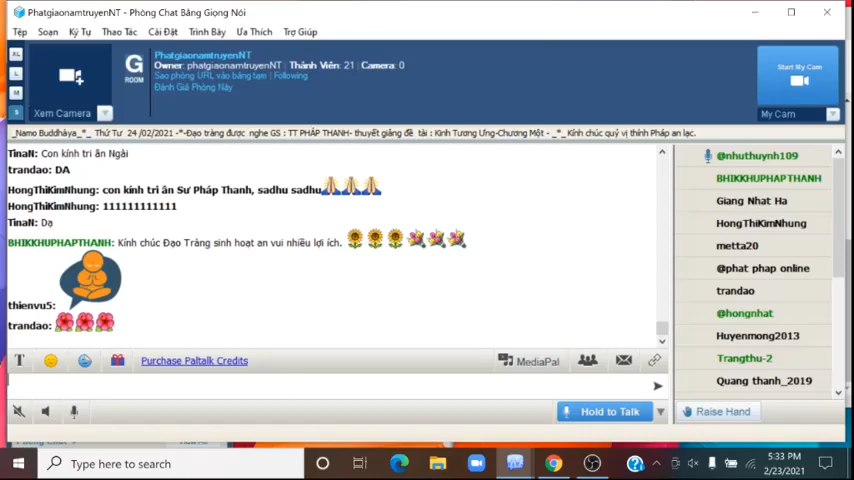 PhatgiaonamtruyenNT - Phòng Chat Bằng Giọng Nói
Tệp Soạn Ký Tự Thao Tác Cài Đặt Trình Bày Ưa Thích Trợ Giúp
XL
L
M
S
Xem Camera
G
ROOM
PhatgiaonamtruyenNT
Owner: phatgiaonamtruyenNT | Thành Viên: 21 | Camera: 0
Sao phòng URL vào bảng tạm | Following
Đánh Giá Phòng Này
Start My Cam
My Cam
_Namo Buddhàya_*_ Thứ Tư 24 /02/2021 -*-Đạo tràng được nghe GS : TT PHÁP THANH- thuyết giảng đề tài : Kinh Tương Ưng-Chương Một - _*_ Kính chúc quý vị thính Pháp an lạc.
TinaN: Con kính tri ân Ngài
trandao: DA
HongThiKimNhung: con kính tri ân Sư Pháp Thanh, sadhu sadhu
HongThiKimNhung: 111111111111
TinaN: Dạ
BHIKKHUPHAPTHANH: Kính chúc Đạo Tràng sinh hoạt an vui nhiều lợi ích.
thienvu5:
trandao:
@nhuthuynh109
BHIKKHUPHAPTHANH
Giang Nhat Ha
HongThiKimNhung
metta20
@phat phap online
trandao
@hongnhat
Huyenmong2013
Trangthu-2
Quang thanh_2019
T
Purchase Paltalk Credits
MediaPal
Hold to Talk
Raise Hand
Type here to search
5:33 PM
2/23/2021